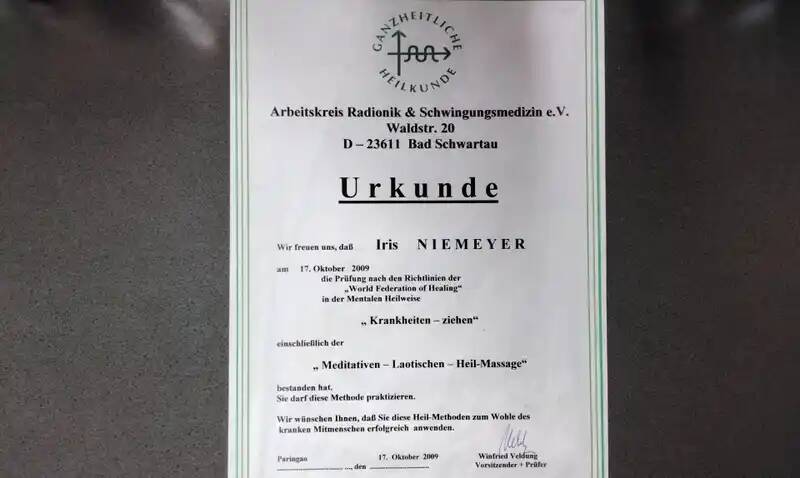 GANZHEITLICHE
HEILKUNDE
Arbeitskreis Radionik & Schwingungsmedizin e.V.
Waldstr. 20
D – 23611 Bad Schwartau
Urkunde
Wir freuen uns, daß Iris NIEMEYER
am 17. Oktober 2009
die Prüfung nach den Richtlinien der
„World Federation of Healing“
in der Mentalen Heilweise
„ Krankheiten – ziehen“
einschließlich der
„ Meditativen – Laotischen – Heil-Massage“
bestanden hat.
Sie darf diese Methode praktizieren.
Wir wünschen Ihnen, daß Sie diese Heil-Methoden zum Wohle des
kranken Mitmenschen erfolgreich anwenden.
Paringao 17. Oktober 2009
..., den
Winfried Veldung
Vorsitzender + Prüfer